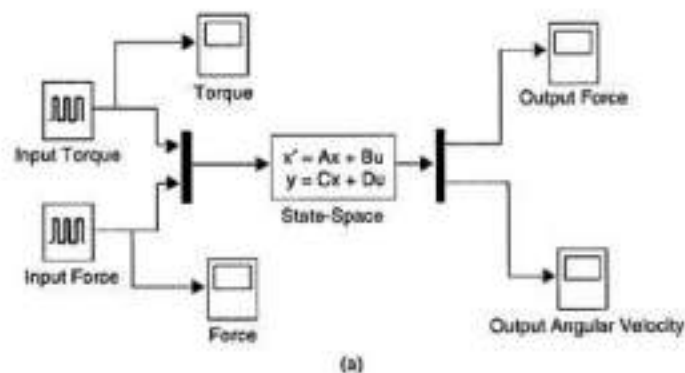 Torque
Output Force
Input Torque
x' = Ax + Bu
y = Cx + Du
State-Space
Input Force
Force
Output Angular Velocity
(a)